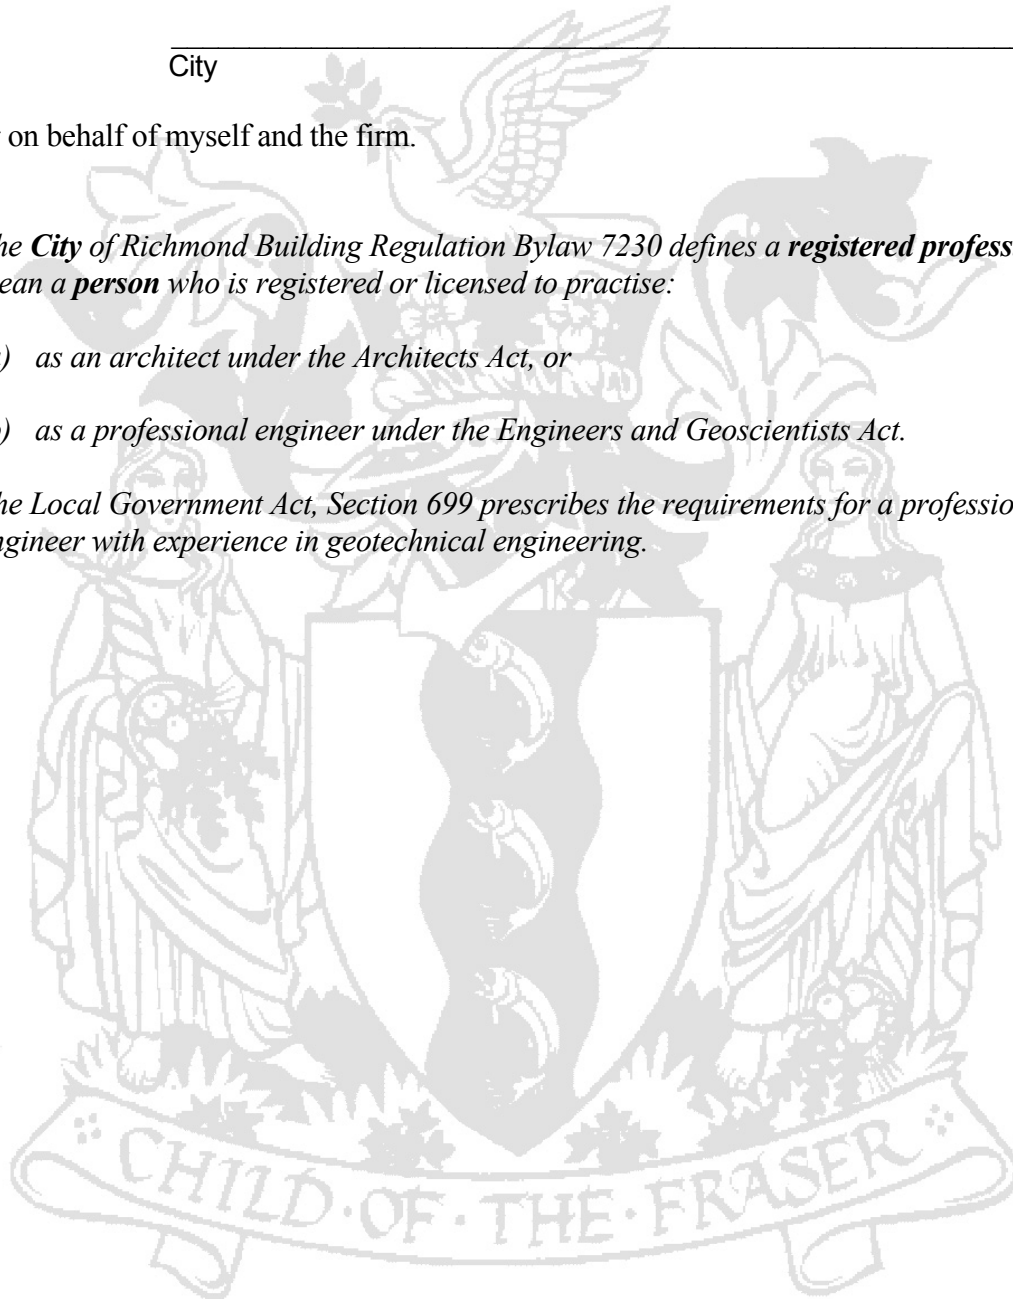 City
on behalf of myself and the firm.
he City of Richmond Building Regulation Bylaw 7230 defines a registered profess
ean a person who is registered or licensed to practise:
) as an architect under the Architects Act, or
) as a professional engineer under the Engineers and Geoscientists Act.
he Local Government Act, Section 699 prescribes the requirements for a professio
ngineer with experience in geotechnical engineering.
CHILD·OF·THE·FRASER